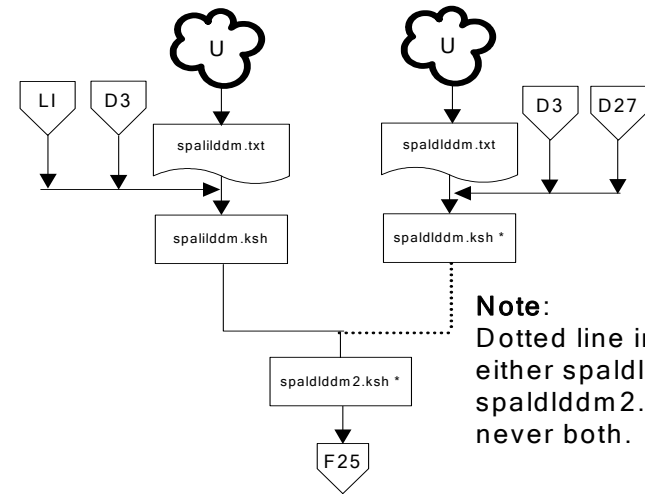 U
U
LI
D3
D3
D27
spalilddm.txt
spaldlddm.txt
spalilddm.ksh
spaldlddm.ksh *
Note:
Dotted line
either spaldl
spaldlddm2.
never both.
spaldlddm2.ksh *
F25